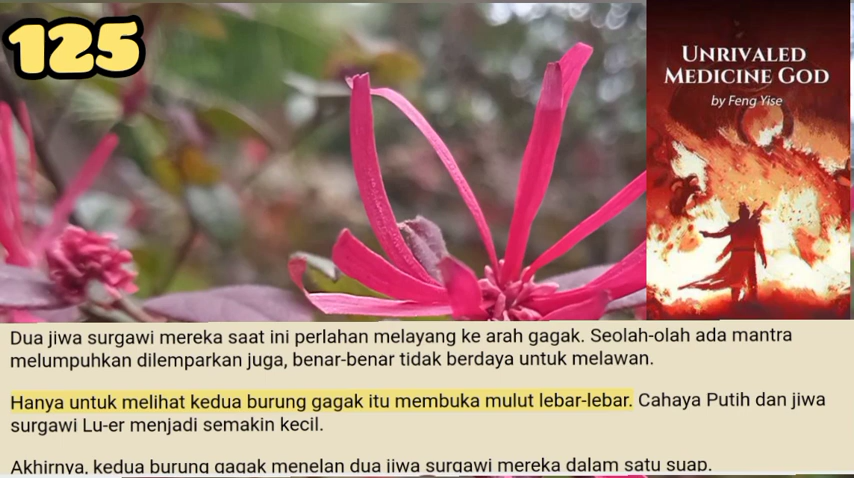 125
UNRIVALED
MEDICINE GOD
by Feng Yise
Dua jiwa surgawi mereka saat ini perlahan melayang ke arah gagak. Seolah-olah ada mantra
melumpuhkan dilemparkan juga, benar-benar tidak berdaya untuk melawan.
Hanya untuk melihat kedua burung gagak itu membuka mulut lebar-lebar. Cahaya Putih dan jiwa
surgawi Lu-er menjadi semakin kecil.
Akhirnya, kedua burung gagak menelan dua jiwa surgawi mereka dalam satu suap.